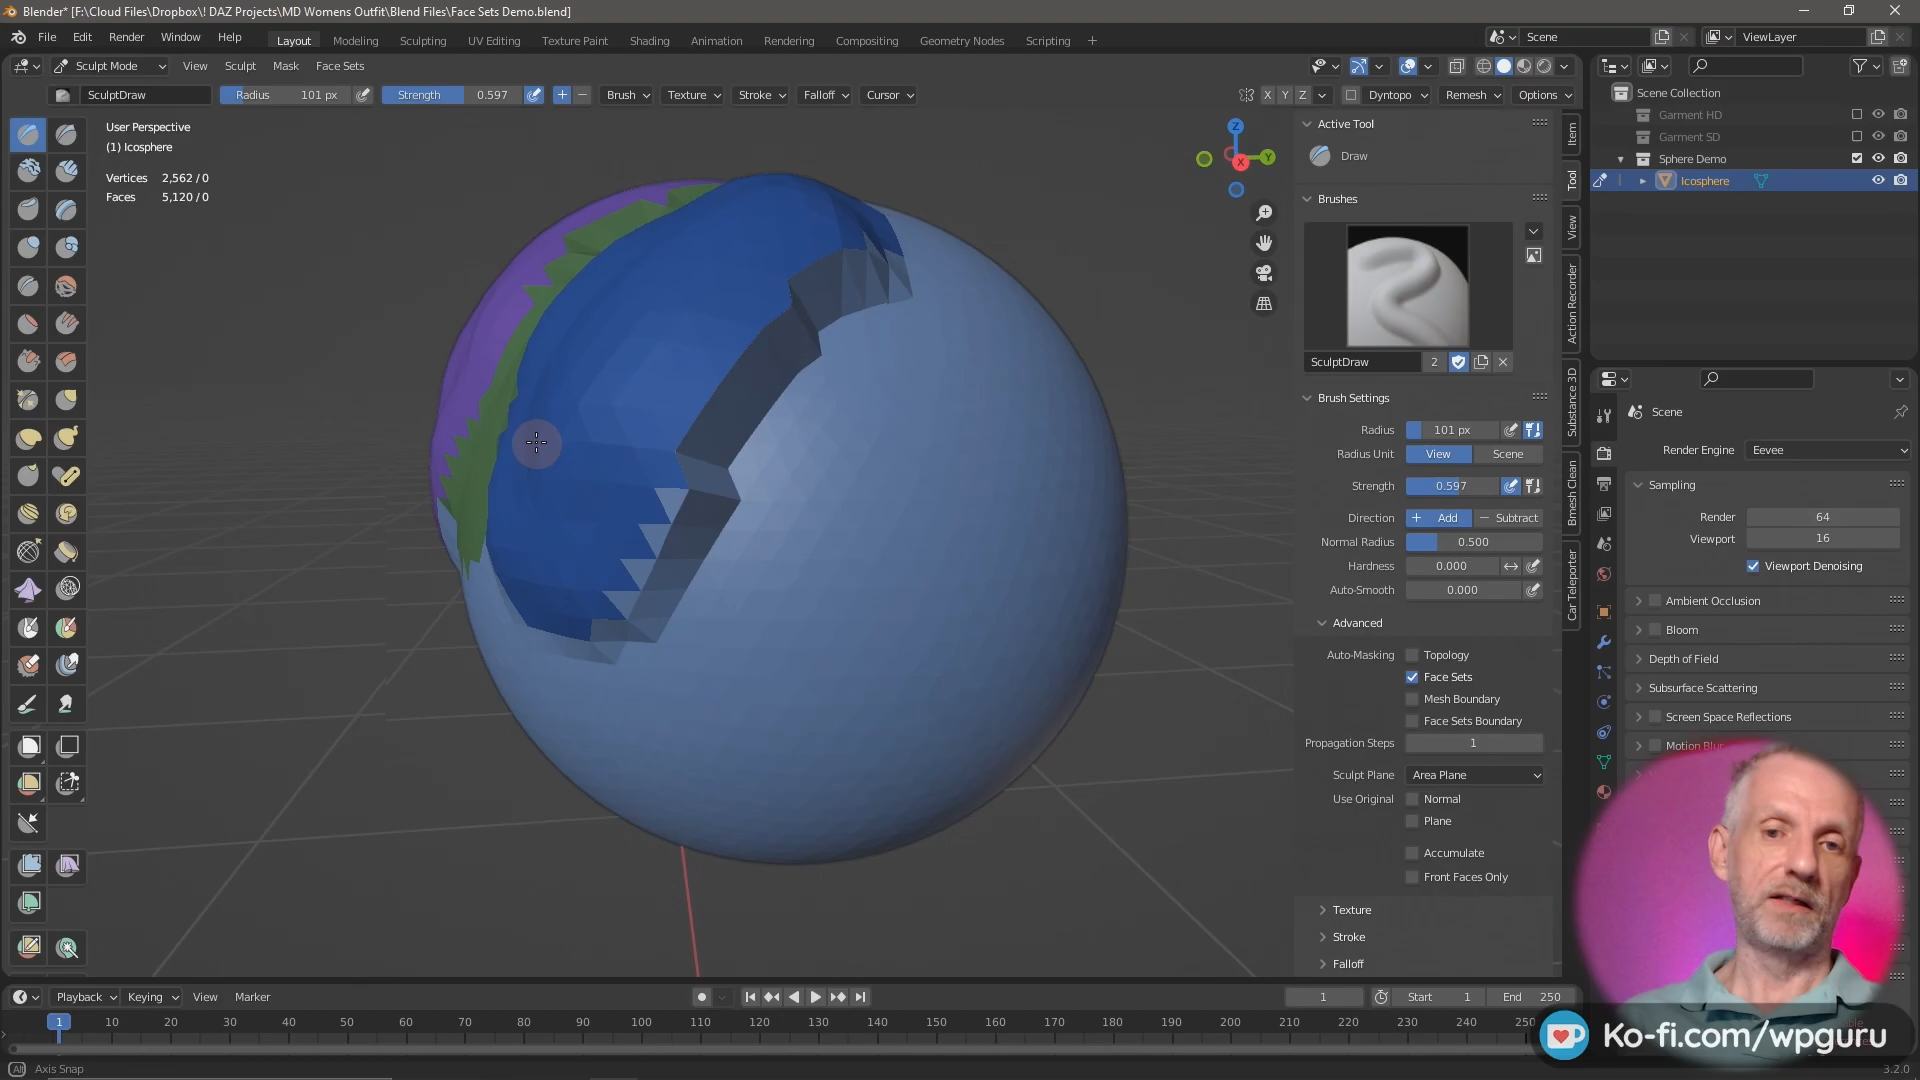 Blender* [F:\Cloud Files\Dropbox\! DAZ Projects\MD Womens Outfit\Blend Files\Face Sets Demo.blend]
File Edit Render Window Help Layout Modeling Sculpting UV Editing Texture Paint Shading Animation Rendering Compositing Geometry Nodes Scripting + Scene ViewLayer
Sculpt Mode View Sculpt Mask Face Sets
SculptDraw Radius 101 px Strength 0.597 Brush Texture Stroke Falloff Cursor X Y Z Dyntopo Remesh Options
User Perspective
(1) Icosphere
Vertices 2,562 / 0
Faces 5,120 / 0
Z
Y
X
Active Tool
Draw
Brushes
SculptDraw 2
Brush Settings
Radius 101 px
Radius Unit View Scene
Strength 0.597
Direction + Add − Subtract
Normal Radius 0.500
Hardness 0.000
Auto-Smooth 0.000
Advanced
Auto-Masking Topology
Face Sets
Mesh Boundary
Face Sets Boundary
Propagation Steps 1
Sculpt Plane Area Plane
Use Original Normal
Plane
Accumulate
Front Faces Only
Texture
Stroke
Falloff
Item
Tool
View
Action Recorder
Substance 3D
Bmesh Clean
Car Teleporter
Scene Collection
Garment HD
Garment SD
Sphere Demo
Icosphere
Scene
Render Engine Eevee
Sampling
Render 64
Viewport 16
Viewport Denoising
Ambient Occlusion
Bloom
Depth of Field
Subsurface Scattering
Screen Space Reflections
Motion Blur
Playback Keying View Marker 1 Start 1 End 250
1 10 20 30 40 50 60 70 80 90 100 110 120 130 140 150 160 170 180 190 200 210 220 230 240 250
Ko-fi.com/wpguru
Alt Axis Snap
3.2.0